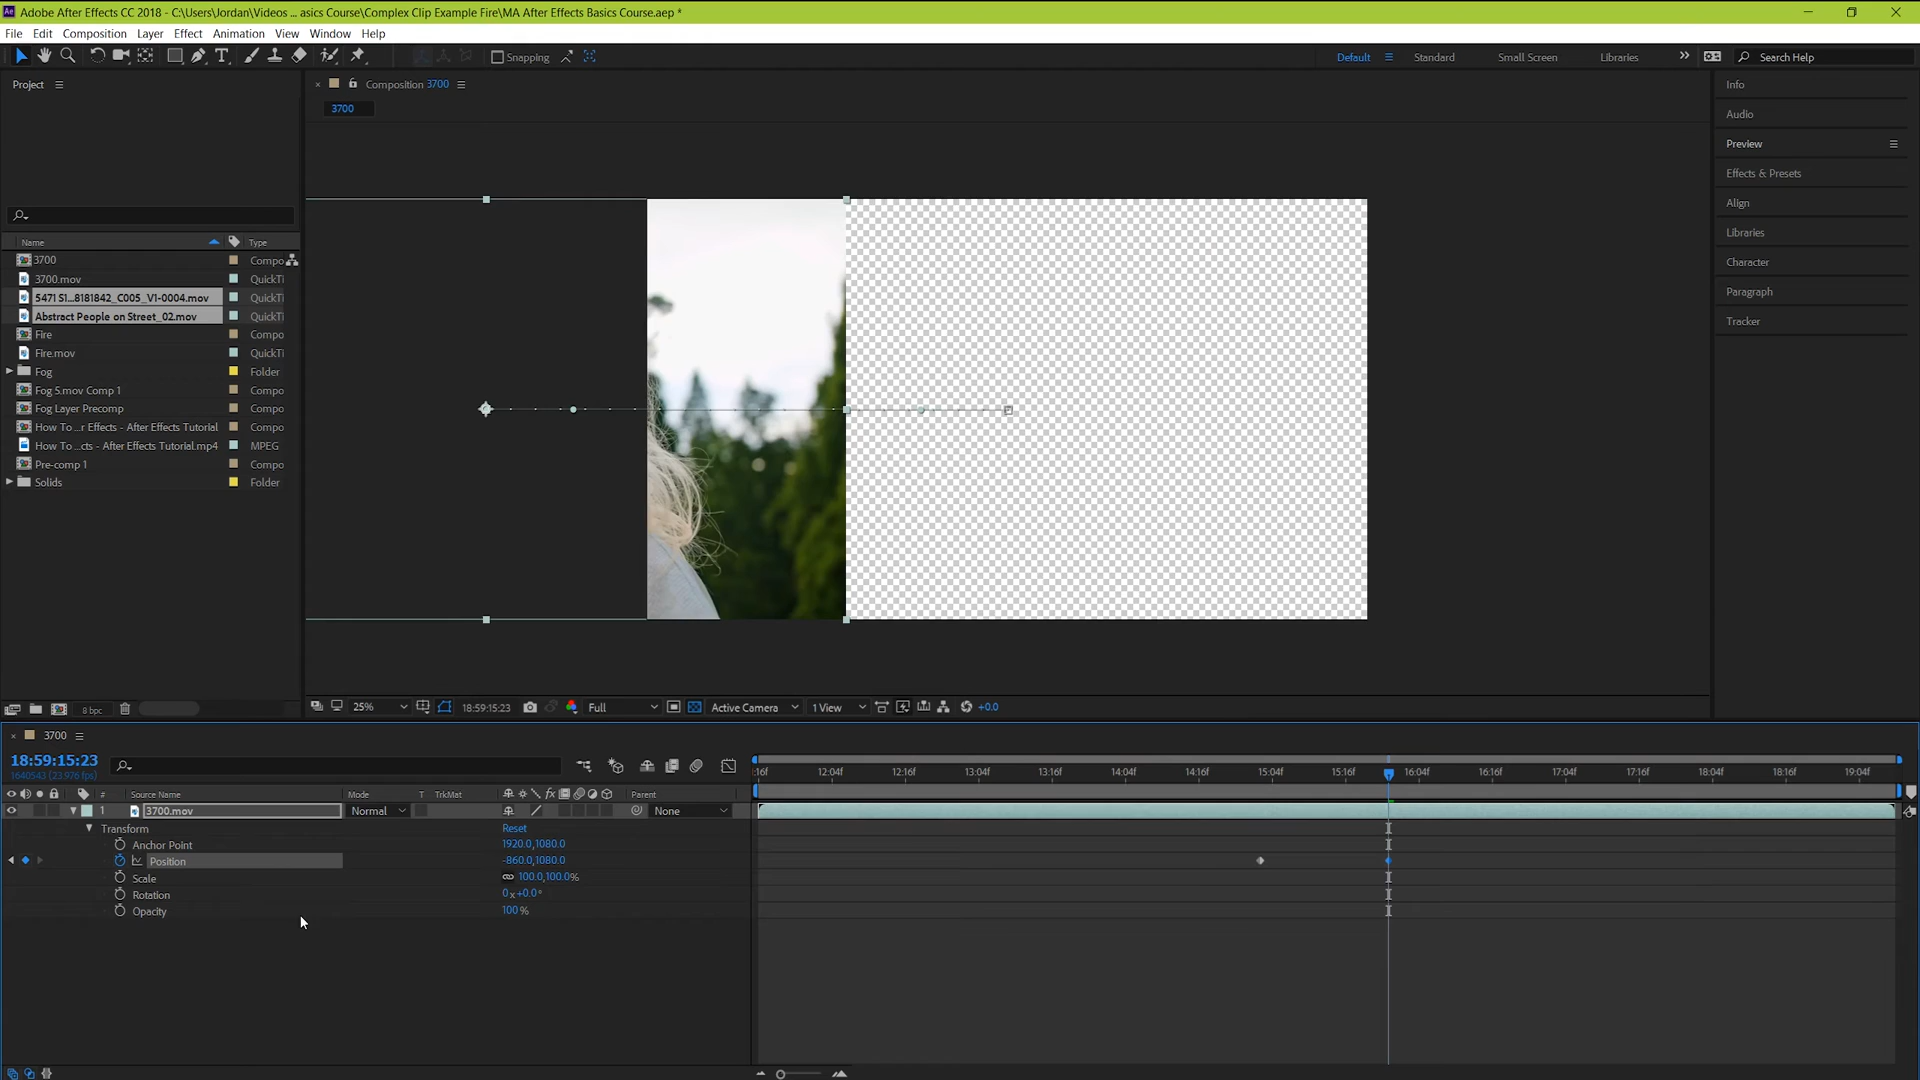 Adobe After Effects CC 2018 - C:\Users\Jordan\Videos ... asics Course\Complex Clip Example Fire\MA After Effects Basics Course.aep *
File Edit Composition Layer Effect Animation View Window Help
Snapping Default Standard Small Screen Libraries Search Help
Project
Composition 3700
3700
Name Type
3700 Compo
3700.mov QuickTi
5471 S1...8181842_C005_V1-0004.mov QuickTi
Abstract People on Street_02.mov QuickTi
Fire Compo
Fire.mov QuickTi
Fog Folder
Fog S.mov Comp 1 Compo
Fog Layer Precomp Compo
How To ...r Effects - After Effects Tutorial Compo
How To ...cts - After Effects Tutorial.mp4 MPEG
Pre-comp 1 Compo
Solids Folder
Info
Audio
Preview
Effects & Presets
Align
Libraries
Character
Paragraph
Tracker
8 bpc
25% 18:59:15:23 Full Active Camera 1 View +0.0
3700
18:59:15:23
1640543 (23.976 fps)
:16f 12:04f 12:16f 13:04f 13:16f 14:04f 14:16f 15:04f 15:16f 16:04f 16:16f 17:04f 17:16f 18:04f 18:16f 19:04f
# Source Name Mode T TrkMat Parent
1 3700.mov Normal None
Transform Reset
Anchor Point 1920.0,1080.0
Position -860.0,1080.0
Scale 100.0,100.0%
Rotation 0x+0.0°
Opacity 100%